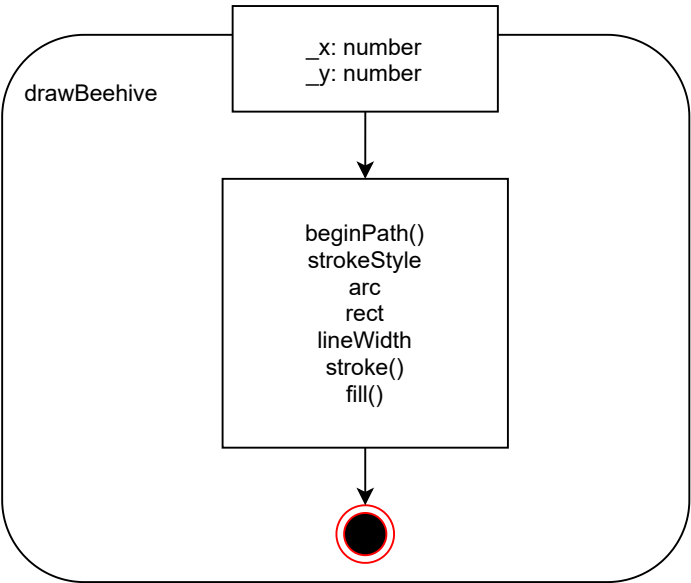 _x: number
_y: number
drawBeehive
beginPath()
strokeStyle
arc
rect
lineWidth
stroke()
fill()